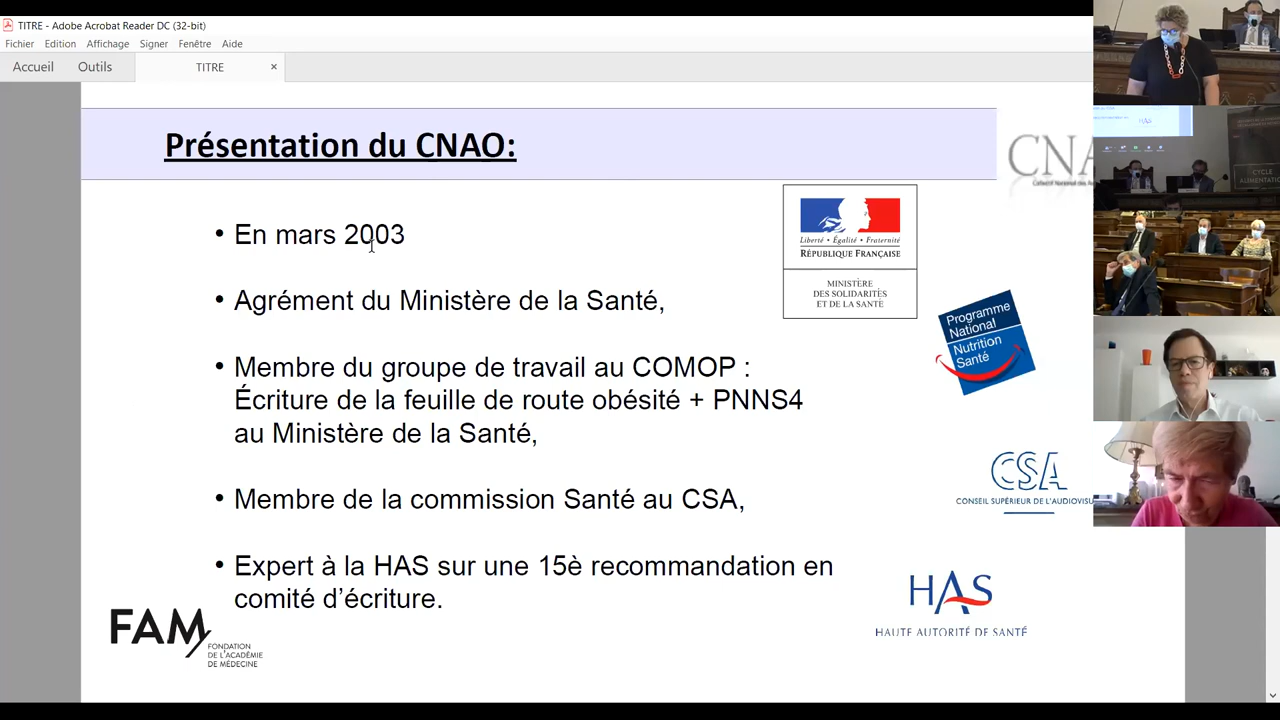 TITRE - Adobe Acrobat Reader DC (32-bit)
Fichier Edition Affichage Signer Fenêtre Aide
Accueil Outils TITRE ×
Présentation du CNAO:
CNA
• En mars 2003
Liberté • Égalité • Fraternité
RÉPUBLIQUE FRANÇAISE
MINISTÈRE
DES SOLIDARITÉS
ET DE LA SANTÉ
• Agrément du Ministère de la Santé,
Programme
National
Nutrition
Santé
• Membre du groupe de travail au COMOP :
Écriture de la feuille de route obésité + PNNS4
au Ministère de la Santé,
• Membre de la commission Santé au CSA,
CSA
CONSEIL SUPÉRIEUR DE L'AUDIOVISU
• Expert à la HAS sur une 15è recommandation en
comité d'écriture.
HAS
HAUTE AUTORITÉ DE SANTÉ
FAM
FONDATION
DE L'ACADÉMIE
DE MÉDECINE
HAS
CYCLE
ALIMENTATIO